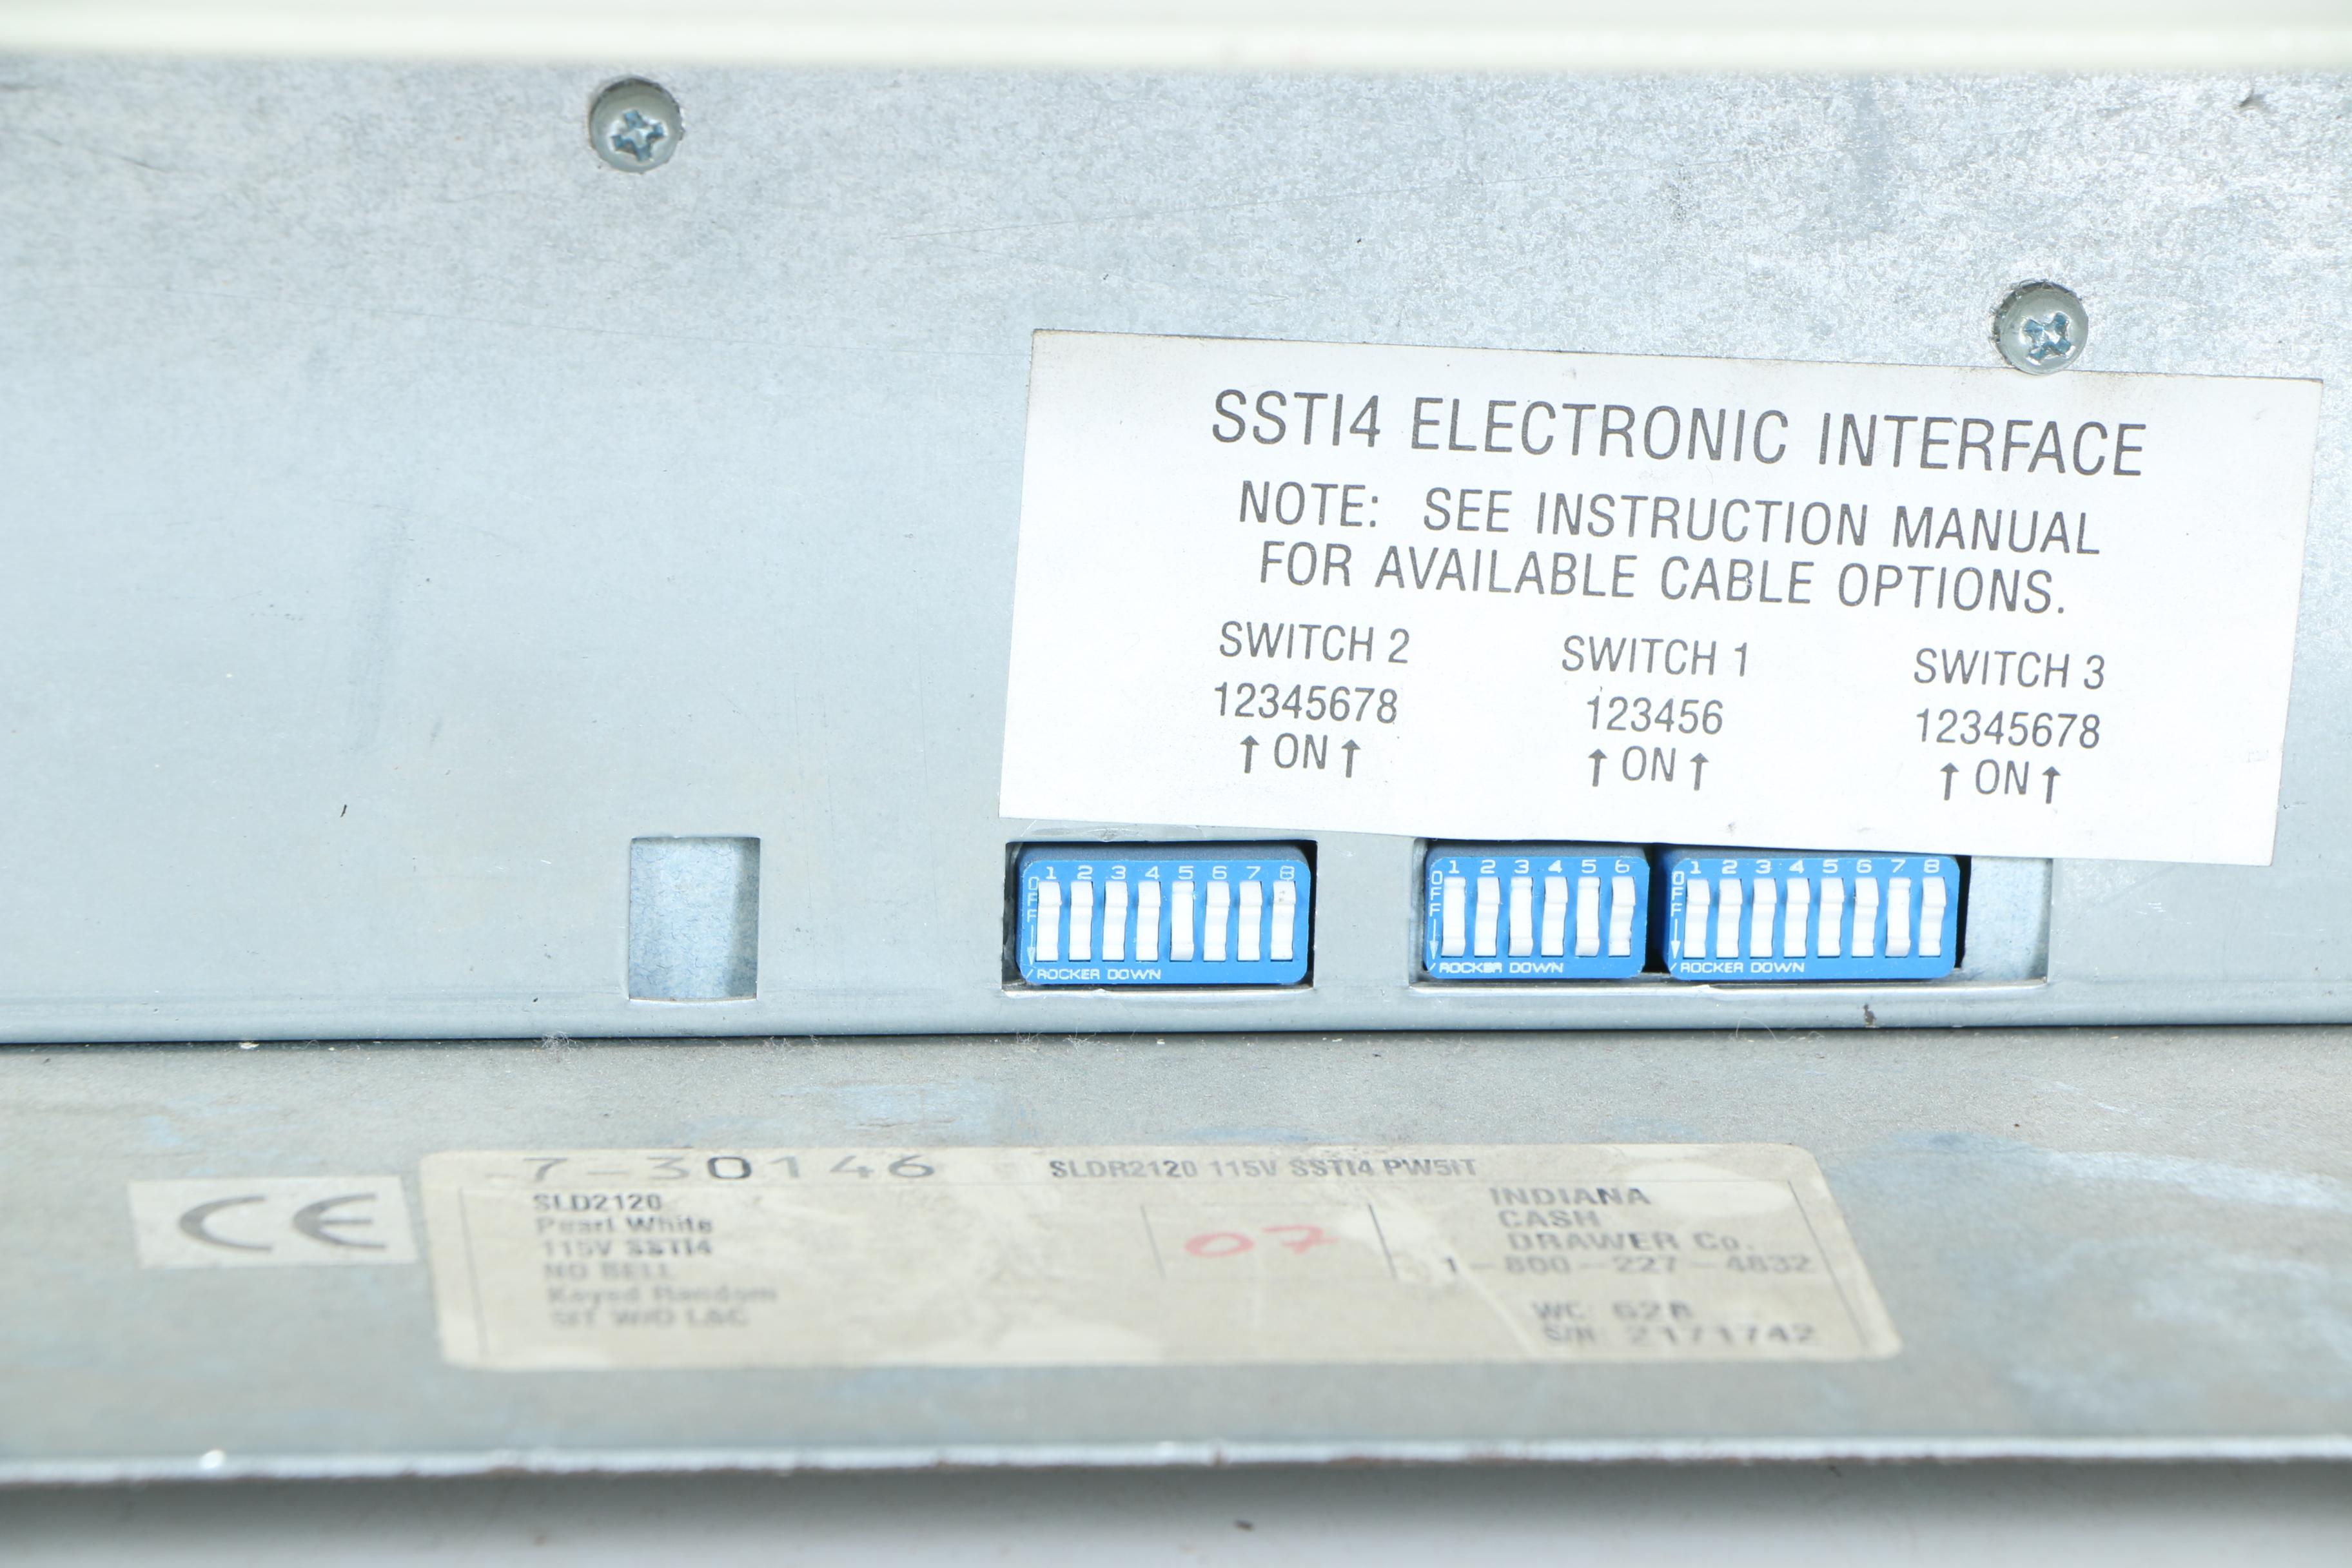 SSTI4 ELECTRONIC INTERFACE
NOTE: SEE INSTRUCTION MANUAL
FOR AVAILABLE CABLE OPTIONS.
SWITCH 2 SWITCH 1 SWITCH 3
12345678 123456 12345678
↑ ON ↑ ↑ ON ↑ ↑ ON ↑
1 2 3 4 5 6 7 8
OFF
ROCKER DOWN
1 2 3 4 5 6
OFF
ROCKER DOWN
1 2 3 4 5 6 7 8
OFF
ROCKER DOWN
CE
7-30146 SLDR2120 115V SSTI4 PW5IT
SLD2120
Pearl White
115V SSTI4
NO BELL
Keyed Random
S/T W/O LAC
07
INDIANA
CASH
DRAWER Co.
1-800-227-4832
WC
S/N: 2171742